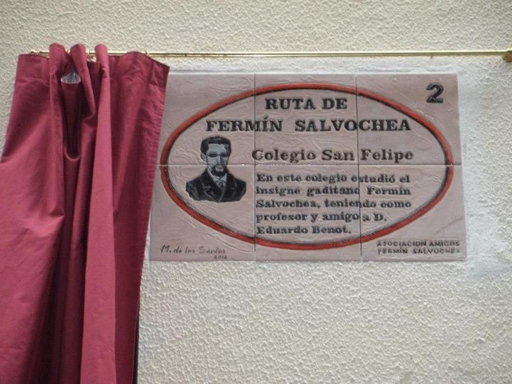 2
RUTA DE
FERMÍN SALVOCHEA
Colegio San Felipe
En este colegio estudió el
insigne gaditano Fermín
Salvochea, teniendo como
profesor y amigo a D.
Eduardo Benot.
M. de los Santos
ASOCIACION AMIGOS
FERMÍN SALVOCHEA